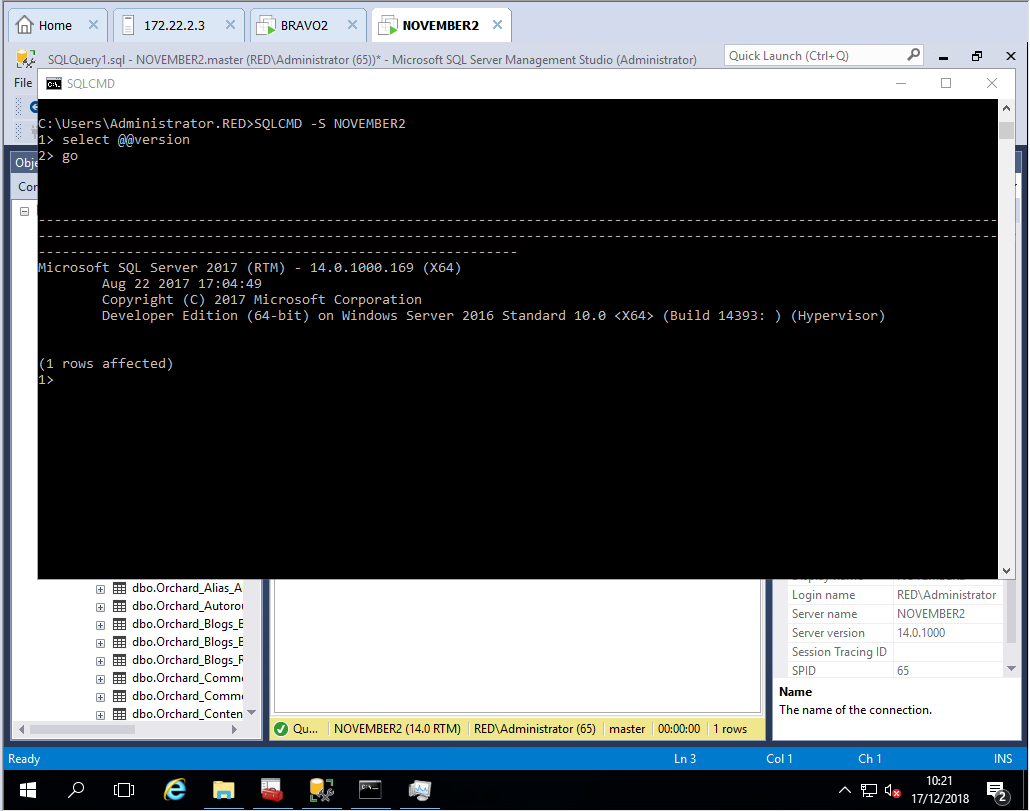 Home 172.22.2.3 BRAVO2 NOVEMBER2
SQLQuery1.sql - NOVEMBER2.master (RED\Administrator (65))* - Microsoft SQL Server Management Studio (Administrator)
Quick Launch (Ctrl+Q)
File
SQLCMD
C:\Users\Administrator.RED>SQLCMD -S NOVEMBER2
1> select @@version
2> go
Obje
Con
--------------------------------------------------------------------------------------------------------------------------
--------------------------------------------------------------------------------------------------------------------------
------------------------------------------------------------
Microsoft SQL Server 2017 (RTM) - 14.0.1000.169 (X64)
Aug 22 2017 17:04:49
Copyright (C) 2017 Microsoft Corporation
Developer Edition (64-bit) on Windows Server 2016 Standard 10.0 <X64> (Build 14393: ) (Hypervisor)
(1 rows affected)
1>
dbo.Orchard_Alias_A
dbo.Orchard_Autorou
dbo.Orchard_Blogs_B
dbo.Orchard_Blogs_B
dbo.Orchard_Blogs_R
dbo.Orchard_Comme
dbo.Orchard_Comme
dbo.Orchard_Conten
Login name RED\Administrator
Server name NOVEMBER2
Server version 14.0.1000
Session Tracing ID
SPID 65
Name
The name of the connection.
Qu... NOVEMBER2 (14.0 RTM) RED\Administrator (65) master 00:00:00 1 rows
Ready Ln 3 Col 1 Ch 1 INS
10:21
17/12/2018
2